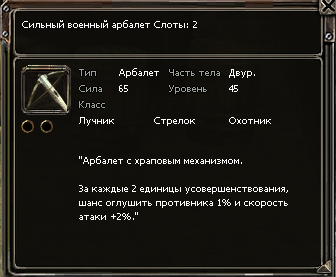 Сильный военный арбалет Слоты: 2
Тип Арбалет Часть тела Двур.
Сила 65 Уровень 45
Класс
Лучник Стрелок Охотник
"Арбалет с храповым механизмом.
За каждые 2 единицы усовершенствования,
шанс оглушить противника 1% и скорость
атаки +2%."